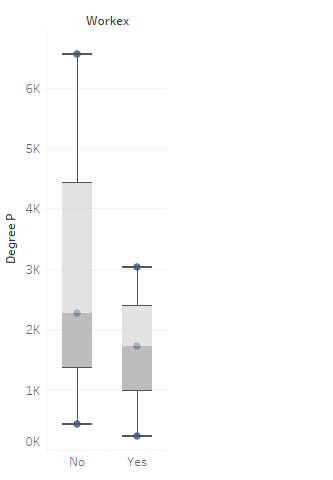 Workex
6K
5K
4K
3K
2K
1K
0K
Degree P
No
Yes